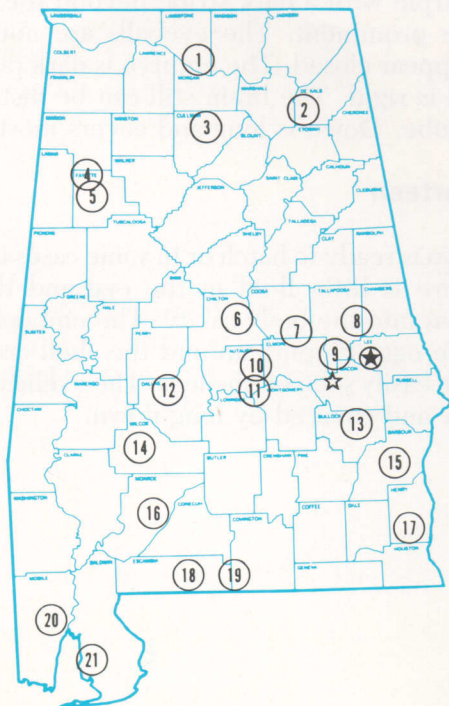 LAUDERDALE LIMESTONE MADISON JACKSON
COLBERT LAWRENCE
1
FRANKLIN MORGAN MARSHALL DE KALB
2
MARION WINSTON CULLMAN 3 BLOUNT ETOWAH CHEROKEE
LAMAR FAYETTE 4 WALKER
5
JEFFERSON SAINT CLAIR CALHOUN
CLEBURNE
PICKENS TUSCALOOSA SHELBY TALLADEGA CLAY RANDOLPH
BIBB
GREENE HALE CHILTON COOSA TALLAPOOSA CHAMBERS
SUMTER PERRY 6 7 8
ELMORE LEE
AUTAUGA 9
10 MACON
MARENGO DALLAS 12 11 RUSSELL
LOWNDES MONTGOMERY
CHOCTAW WILCOX BULLOCK 13
14 BARBOUR
CLARKE BUTLER CRENSHAW PIKE 15
MONROE HENRY
16 CONECUH
WASHINGTON COVINGTON COFFEE DALE 17
HOUSTON
BALDWIN ESCAMBIA GENEVA
MOBILE 18 19
20
21